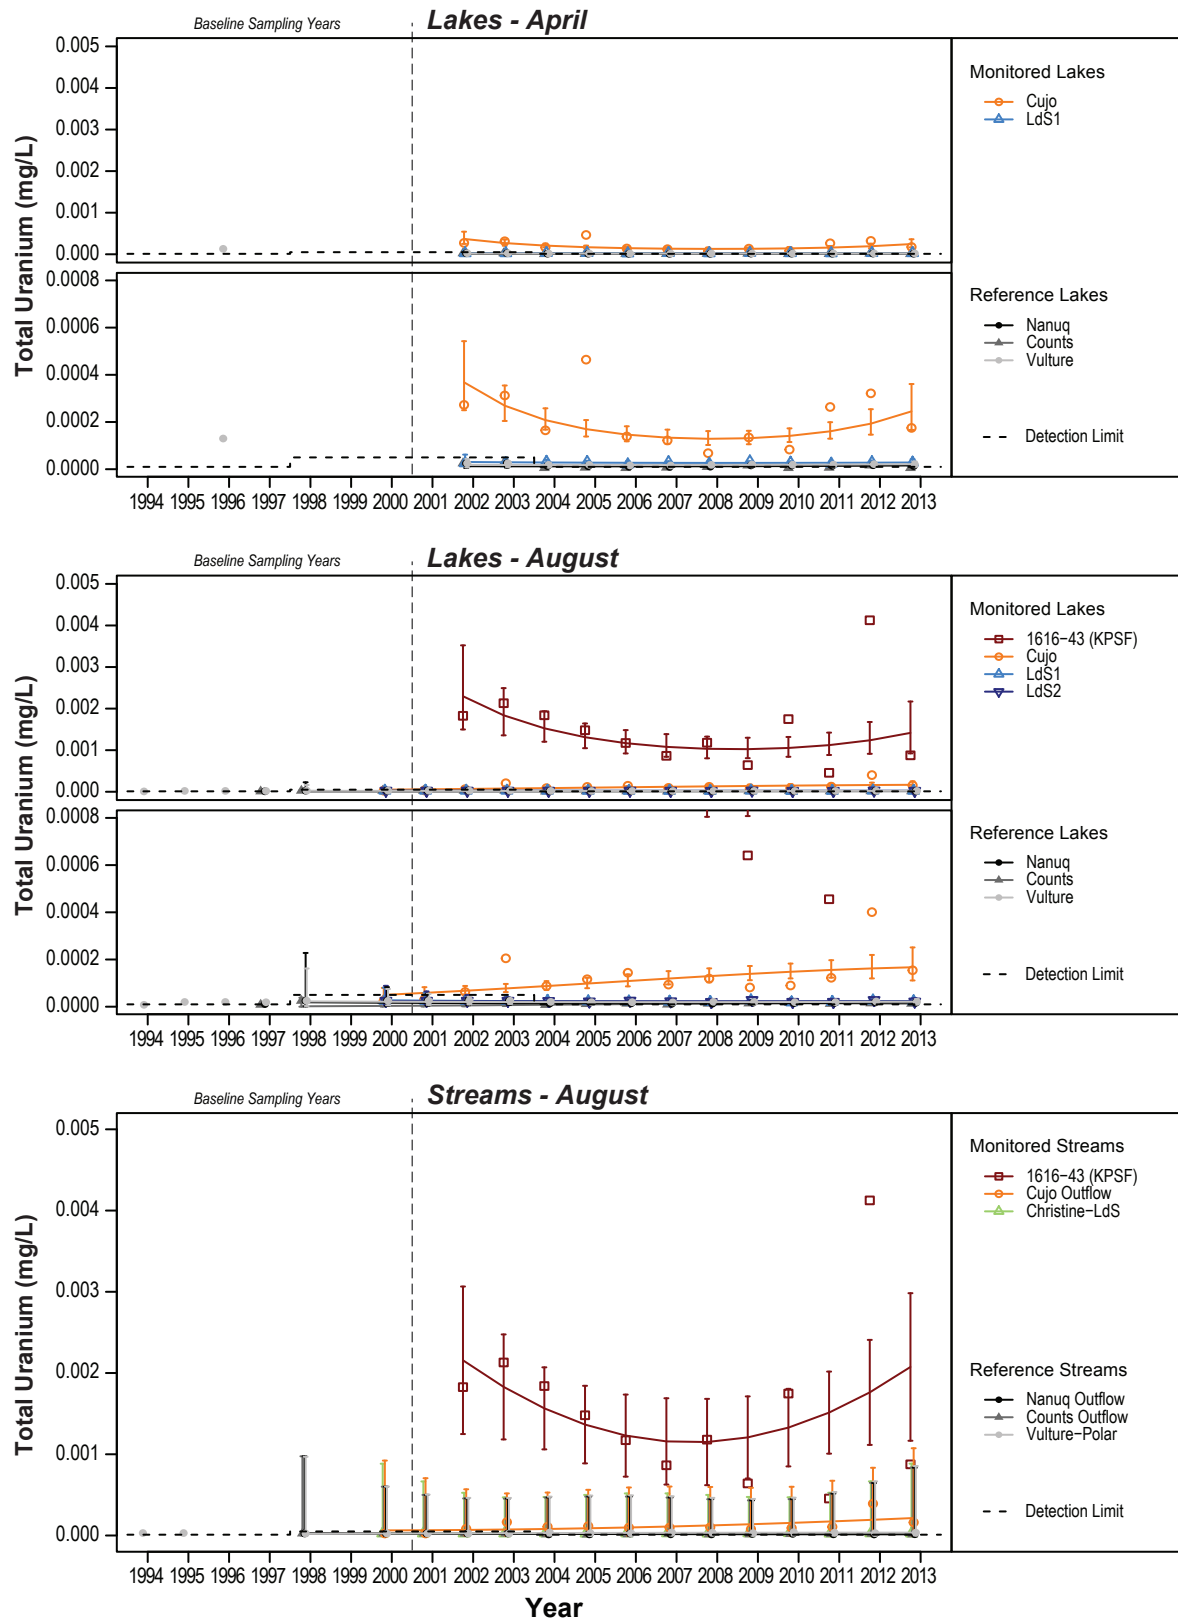 Baseline Sampling Years
Lakes - April
Total Uranium (mg/L)
0.005
0.004
0.003
0.002
0.001
0.000
Monitored Lakes
Cujo
LdS1
0.0008
0.0006
0.0004
0.0002
0.0000
Reference Lakes
Nanuq
Counts
Vulture
Detection Limit
1994 1995 1996 1997 1998 1999 2000 2001 2002 2003 2004 2005 2006 2007 2008 2009 2010 2011 2012 2013
Baseline Sampling Years
Lakes - August
Total Uranium (mg/L)
0.005
0.004
0.003
0.002
0.001
0.000
Monitored Lakes
1616−43 (KPSF)
Cujo
LdS1
LdS2
0.0008
0.0006
0.0004
0.0002
0.0000
Reference Lakes
Nanuq
Counts
Vulture
Detection Limit
1994 1995 1996 1997 1998 1999 2000 2001 2002 2003 2004 2005 2006 2007 2008 2009 2010 2011 2012 2013
Baseline Sampling Years
Streams - August
Total Uranium (mg/L)
0.005
0.004
0.003
0.002
0.001
0.000
Monitored Streams
1616−43 (KPSF)
Cujo Outflow
Christine−LdS
Reference Streams
Nanuq Outflow
Counts Outflow
Vulture−Polar
Detection Limit
1994 1995 1996 1997 1998 1999 2000 2001 2002 2003 2004 2005 2006 2007 2008 2009 2010 2011 2012 2013
Year